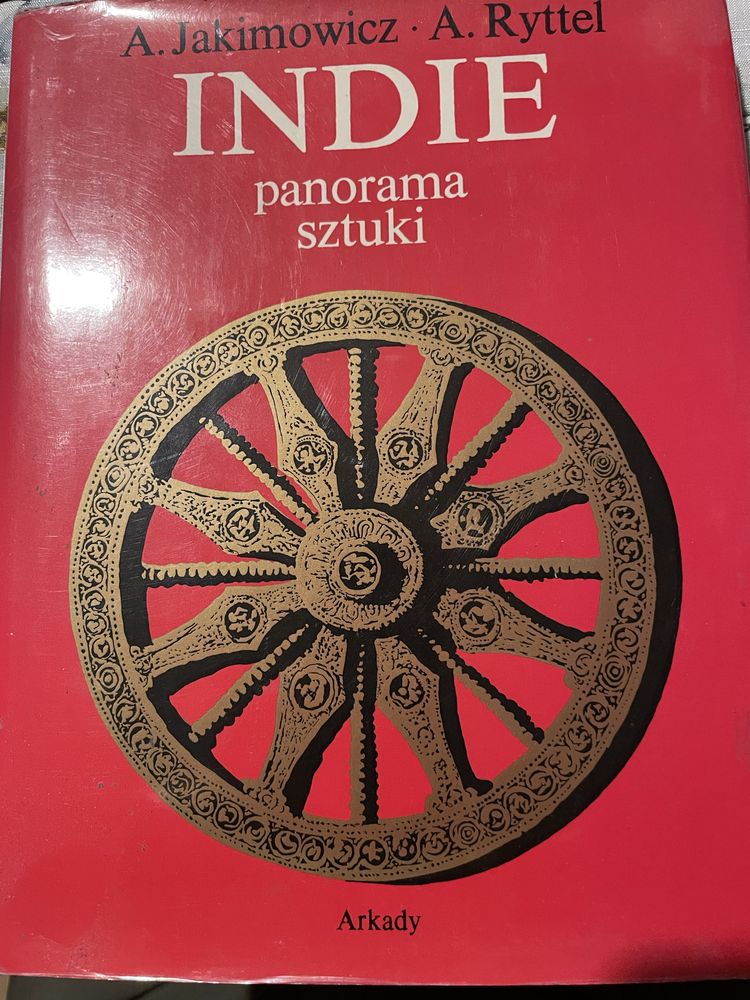 A. Jakimowicz · A. Ryttel
INDIE
panorama
sztuki
Arkady